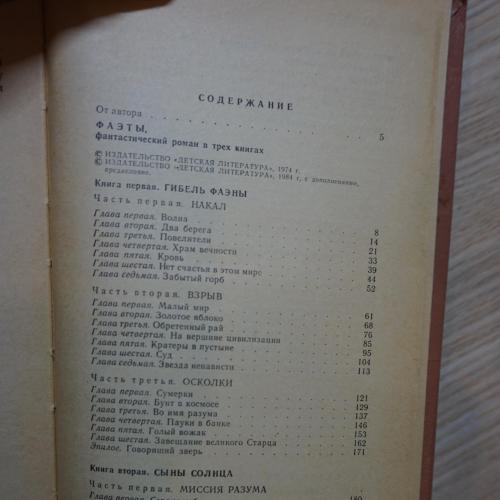 СОДЕРЖАНИЕ
От автора 5
ФАЭТЫ,
фантастический роман в трех книгах
© ИЗДАТЕЛЬСТВО «ДЕТСКАЯ ЛИТЕРАТУРА», 1974 г.
© ИЗДАТЕЛЬСТВО «ДЕТСКАЯ ЛИТЕРАТУРА», 1984 г. с дополнениями,
предисловие.
Книга первая. ГИБЕЛЬ ФАЭНЫ
Часть первая. НАКАЛ
Глава первая. Волна 8
Глава вторая. Два берега 14
Глава третья. Повелители 21
Глава четвертая. Храм вечности 33
Глава пятая. Кровь 39
Глава шестая. Нет счастья в этом мире 44
Глава седьмая. Забытый горб 52
Часть вторая. ВЗРЫВ
Глава первая. Малый мир 61
Глава вторая. Золотое яблоко 68
Глава третья. Обретенный рай 76
Глава четвертая. На вершине цивилизации 85
Глава пятая. Кратеры в пустыне 95
Глава шестая. Суд 104
Глава седьмая. Звезда ненависти 113
Часть третья. ОСКОЛКИ
Глава первая. Сумерки 121
Глава вторая. Бунт в космосе 129
Глава третья. Во имя разума 137
Глава четвертая. Пауки в банке 146
Глава пятая. Голый вожак 153
Глава шестая. Завещание великого Старца 162
Эпилог. Говорящий зверь 171
Книга вторая. СЫНЫ СОЛНЦА
Часть первая. МИССИЯ РАЗУМА
Глава первая. 180